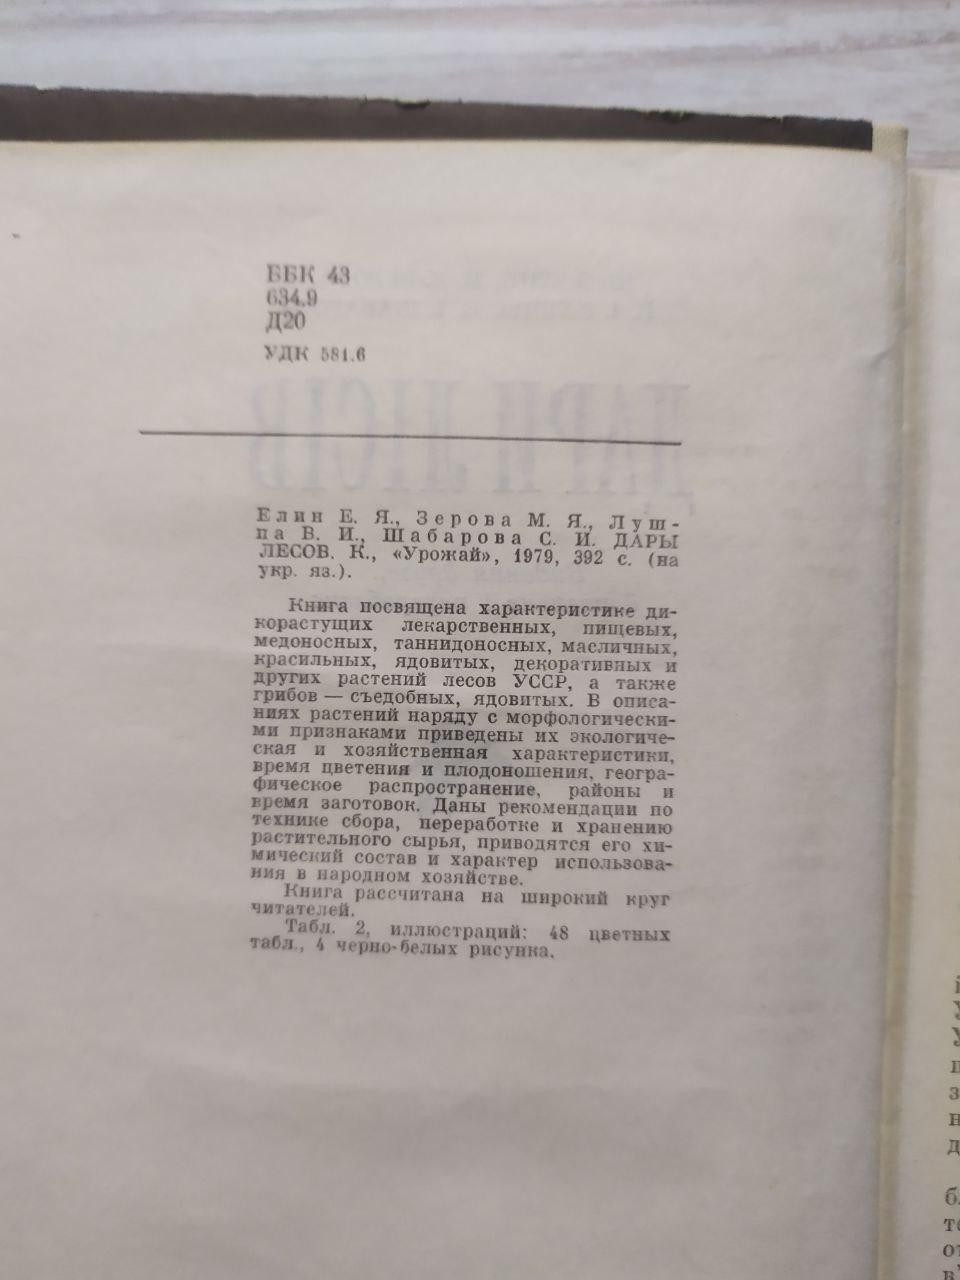 ББК 43
634.9
Д20
УДК 581.6
Елин Е. Я., Зерова М. Я., Луш-
па В. И., Шабарова С. И. ДАРЫ
ЛЕСОВ. К., «Урожай», 1979, 392 с. (на
укр. яз.).
Книга посвящена характеристике ди-
корастущих лекарственных, пищевых,
медоносных, таннидоносных, масличных,
красильных, ядовитых, декоративных и
других растений лесов УССР, а также
грибов — съедобных, ядовитых. В описа-
ниях растений наряду с морфологически-
ми признаками приведены их экологиче-
ская и хозяйственная характеристики,
время цветения и плодоношения, геогра-
фическое распространение, районы и
время заготовок. Даны рекомендации по
технике сбора, переработке и хранению
растительного сырья, приводятся его хи-
мический состав и характер использова-
ния в народном хозяйстве.
Книга рассчитана на широкий круг
читателей.
Табл. 2, иллюстраций: 48 цветных
табл., 4 черно-белых рисунка.